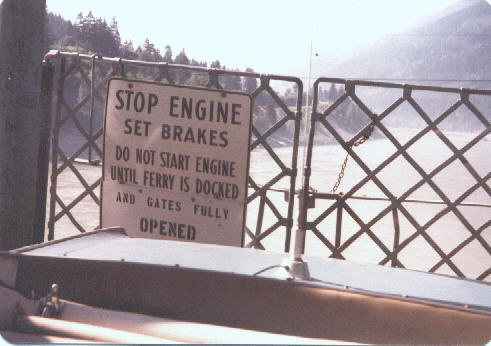 STOP ENGINE
SET BRAKES
DO NOT START ENGINE
UNTIL FERRY IS DOCKED
AND GATES FULLY
OPENED